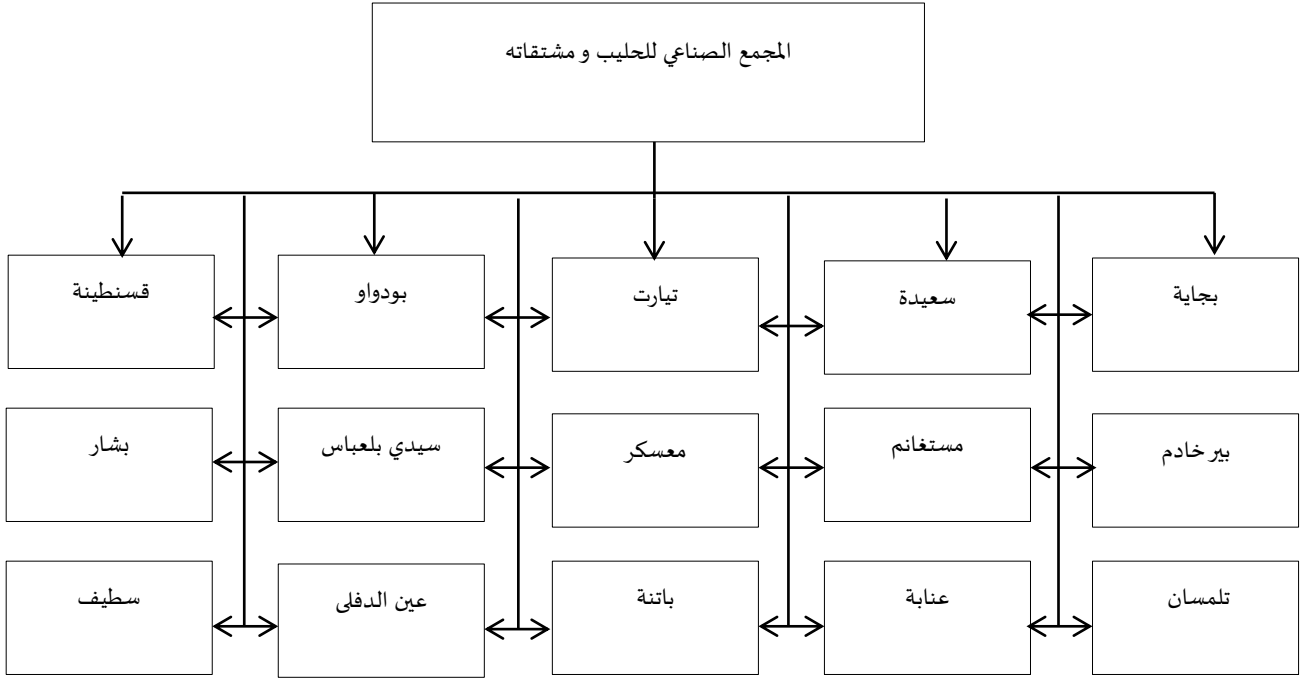 المجمع الصناعي للحليب و مشتقاته
بجاية
سعيدة
تيارت
بودواو
قسنطينة
بير خادم
مستغانم
معسكر
سيدي بلعباس
بشار
تلمسان
عنابة
باتنة
عين الدفلى
سطيف